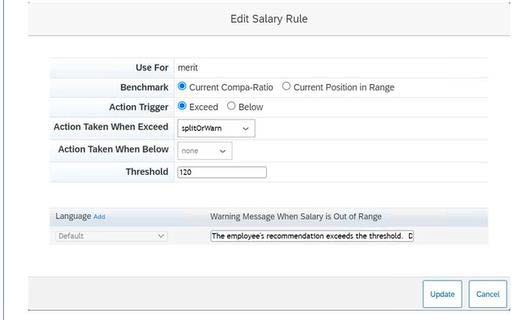 Edit Salary Rule
Use For merit
Benchmark Current Compa-Ratio Current Position in Range
Action Trigger Exceed Below
Action Taken When Exceed splitOrWarn
Action Taken When Below none
Threshold 120
Language Add Warning Message When Salary is Out of Range
Default The employee's recommendation exceeds the threshold. D
Update Cancel